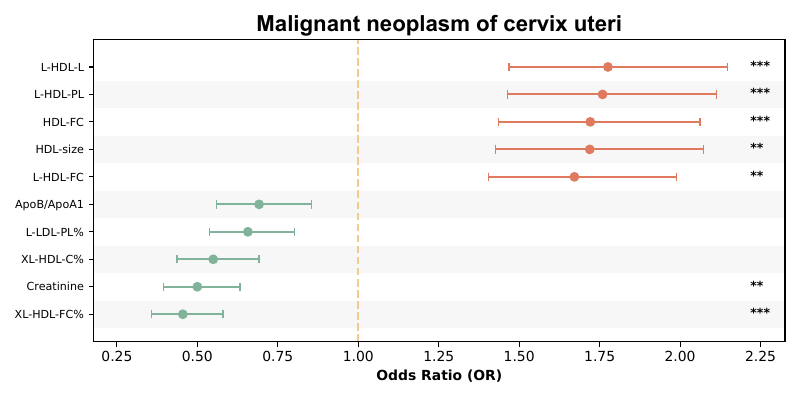 Malignant neoplasm of cervix uteri
L-HDL-L ***
L-HDL-PL ***
HDL-FC ***
HDL-size **
L-HDL-FC **
ApoB/ApoA1
L-LDL-PL%
XL-HDL-C%
Creatinine **
XL-HDL-FC% ***
0.25 0.50 0.75 1.00 1.25 1.50 1.75 2.00 2.25
Odds Ratio (OR)